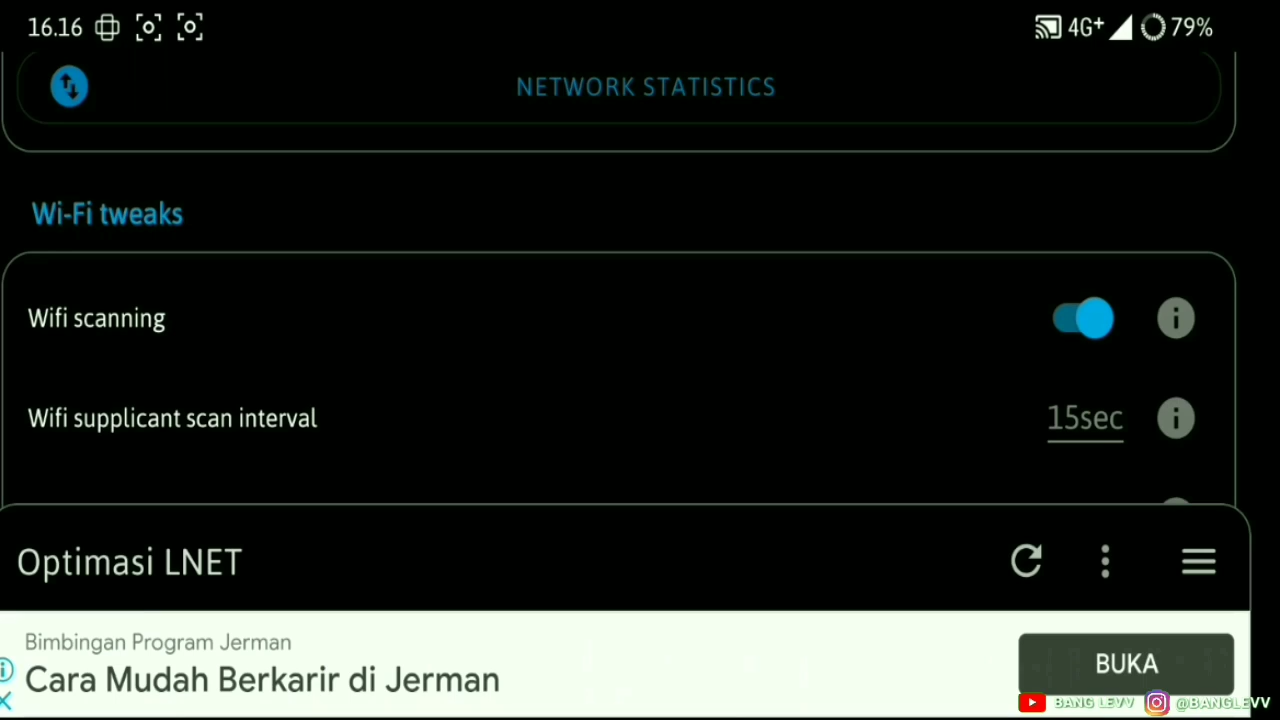 16.16
4G+ 79%
NETWORK STATISTICS
Wi-Fi tweaks
Wifi scanning
Wifi supplicant scan interval
15sec
Optimasi LNET
Bimbingan Program Jerman
Cara Mudah Berkarir di Jerman
BUKA
BANG LEVV @BANGLEVV